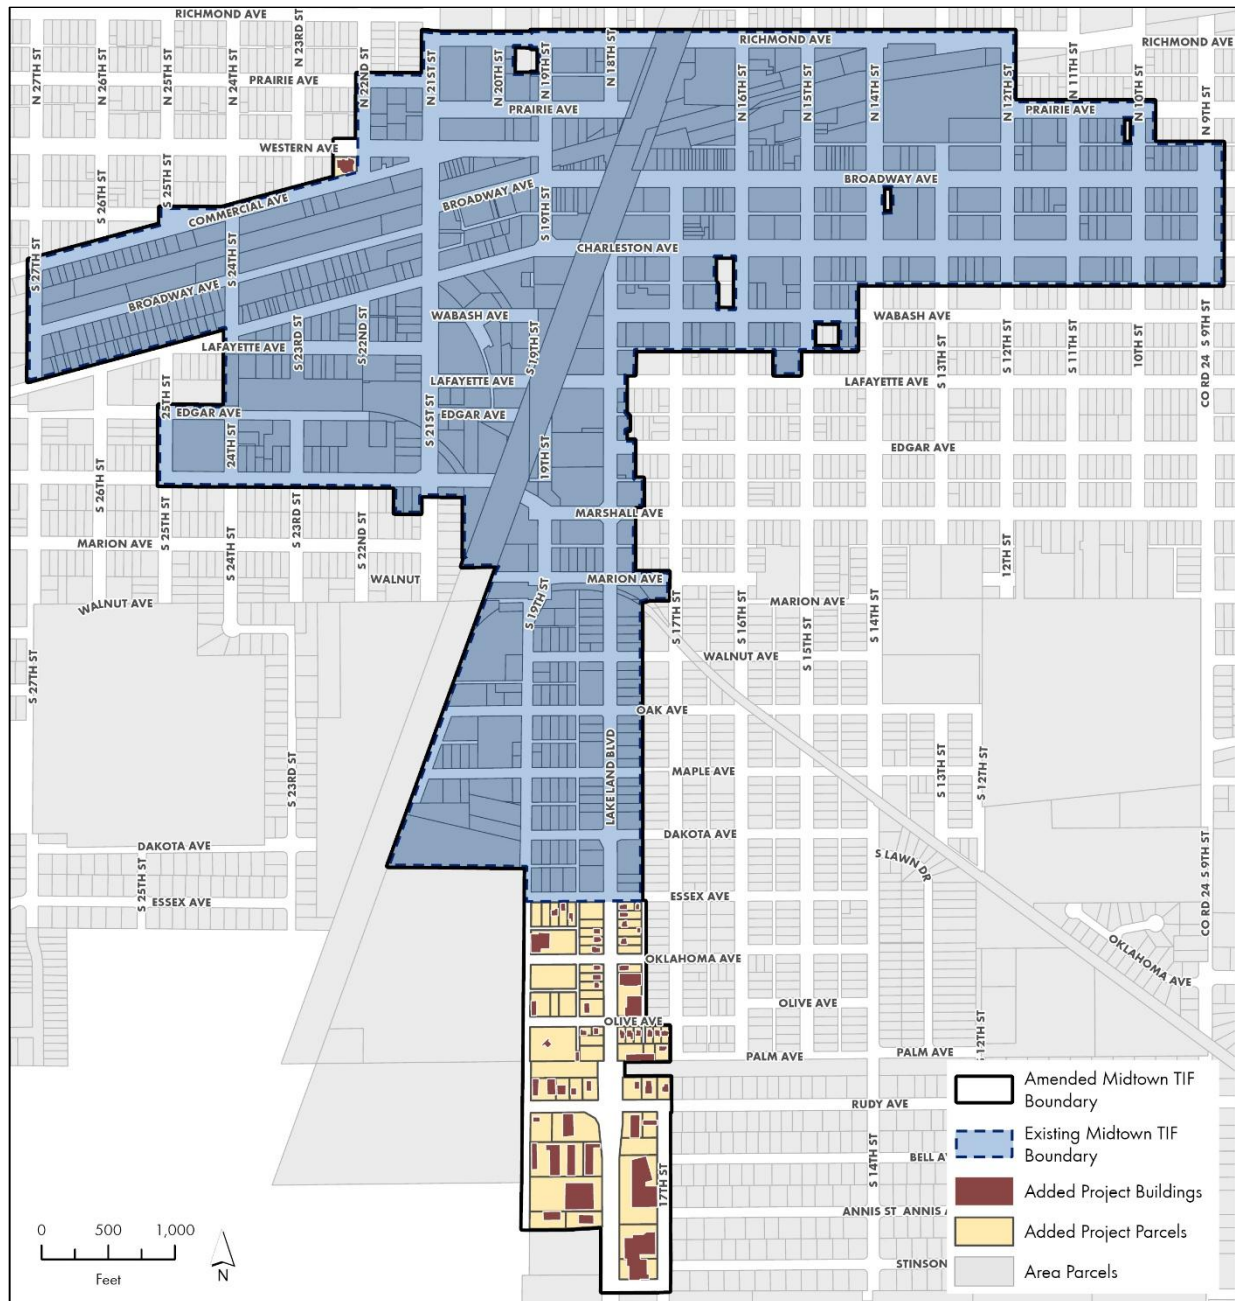 RICHMOND AVE
RICHMOND AVE
RICHMOND AVE
N 27TH ST
N 26TH ST
N 25TH ST
N 24TH ST
N 23RD ST
N 22ND ST
N 21ST ST
N 20TH ST
N 19TH ST
N 18TH ST
N 16TH ST
N 15TH ST
N 14TH ST
N 12TH ST
N 11TH ST
N 10TH ST
N 9TH ST
PRAIRIE AVE
PRAIRIE AVE
PRAIRIE AVE
WESTERN AVE
BROADWAY AVE
BROADWAY AVE
S 25TH ST
S 26TH ST
COMMERCIAL AVE
S 19TH ST
CHARLESTON AVE
S 27TH ST
S 24TH ST
BROADWAY AVE
WABASH AVE
WABASH AVE
S 23RD ST
S 22ND ST
LAFAYETTE AVE
S 19TH ST
S 13TH ST
S 12TH ST
S 11TH ST
10TH ST
CO RD 24
S 9TH ST
LAFAYETTE AVE
LAFAYETTE AVE
25TH ST
EDGAR AVE
EDGAR AVE
EDGAR AVE
24TH ST
S 21ST ST
19TH ST
S 26TH ST
S 25TH ST
S 24TH ST
S 23RD ST
S 22ND ST
MARSHALL AVE
MARION AVE
WALNUT
MARION AVE
MARION AVE
12TH ST
WALNUT AVE
S 19TH ST
S 17TH ST
S 16TH ST
S 15TH ST
S 14TH ST
WALNUT AVE
S 27TH ST
OAK AVE
LAKE LAND BLVD
S 23RD ST
MAPLE AVE
S 13TH ST
S 12TH ST
DAKOTA AVE
DAKOTA AVE
S LAWN DR
S 25TH ST
ESSEX AVE
ESSEX AVE
CO RD 24
S 9TH ST
OKLAHOMA AVE
OKLAHOMA AVE
OLIVE AVE
OLIVE AVE
S 12TH ST
PALM AVE
PALM AVE
RUDY AVE
S 14TH ST
17TH ST
ANNIS ST
STINSON
Amended Midtown TIF
Boundary
Existing Midtown TIF
Boundary
Added Project Buildings
Added Project Parcels
Area Parcels
0 500 1,000
Feet
N